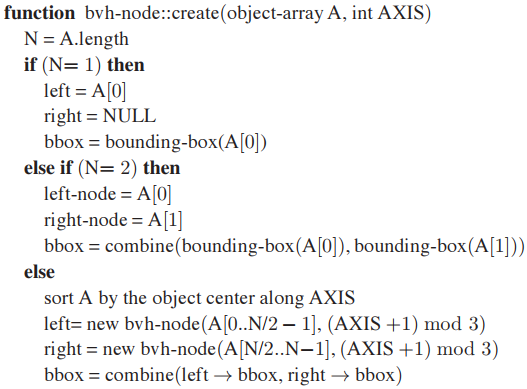 function bvh-node::create(object-array A, int AXIS)
N = A.length
if (N= 1) then
left = A[0]
right = NULL
bbox = bounding-box(A[0])
else if (N= 2) then
left-node = A[0]
right-node = A[1]
bbox = combine(bounding-box(A[0]), bounding-box(A[1]))
else
sort A by the object center along AXIS
left= new bvh-node(A[0..N/2 – 1], (AXIS +1) mod 3)
right = new bvh-node(A[N/2..N−1], (AXIS +1) mod 3)
bbox = combine(left → bbox, right → bbox)